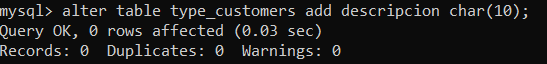 mysql> alter table type_customers add descripcion char(10);
Query OK, 0 rows affected (0.03 sec)
Records: 0  Duplicates: 0  Warnings: 0